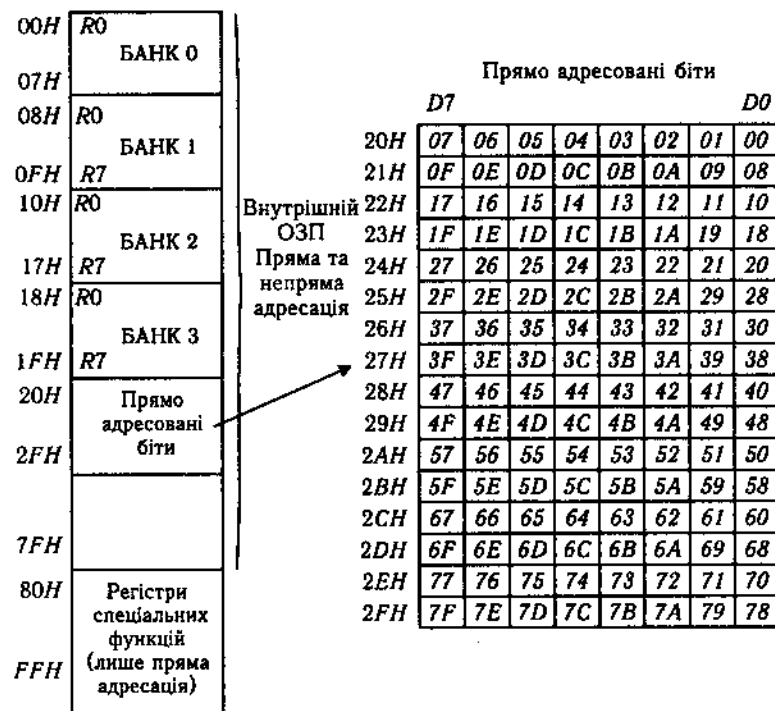 00H R0
БАНК 0
07H
08H R0
БАНК 1
0FH R7
10H R0
БАНК 2
17H R7
18H R0
БАНК 3
1FH R7
20H
Прямо
адресовані
біти
2FH
7FH
80H
Регістри
спеціальних
функцій
(лише пряма
адресація)
FFH
Внутрішній
ОЗП
Пряма та
непряма
адресація
Прямо адресовані біти
D7 D0
20H 07 06 05 04 03 02 01 00
21H 0F 0E 0D 0C 0B 0A 09 08
22H 17 16 15 14 13 12 11 10
23H 1F 1E 1D 1C 1B 1A 19 18
24H 27 26 25 24 23 22 21 20
25H 2F 2E 2D 2C 2B 2A 29 28
26H 37 36 35 34 33 32 31 30
27H 3F 3E 3D 3C 3B 3A 39 38
28H 47 46 45 44 43 42 41 40
29H 4F 4E 4D 4C 4B 4A 49 48
2AH 57 56 55 54 53 52 51 50
2BH 5F 5E 5D 5C 5B 5A 59 58
2CH 67 66 65 64 63 62 61 60
2DH 6F 6E 6D 6C 6B 6A 69 68
2EH 77 76 75 74 73 72 71 70
2FH 7F 7E 7D 7C 7B 7A 79 78